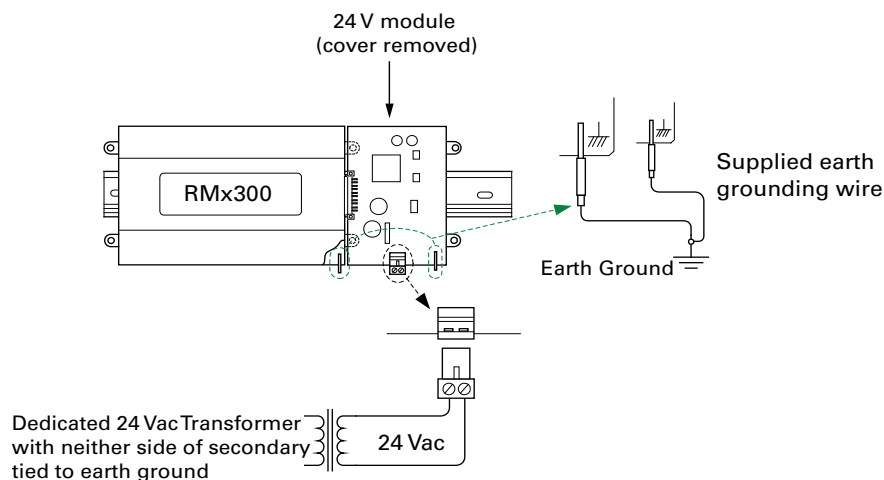 24 V module
(cover removed)
RMx300
Supplied earth
grounding wire
Earth Ground
Dedicated 24 Vac Transformer
with neither side of secondary
tied to earth ground
24 Vac